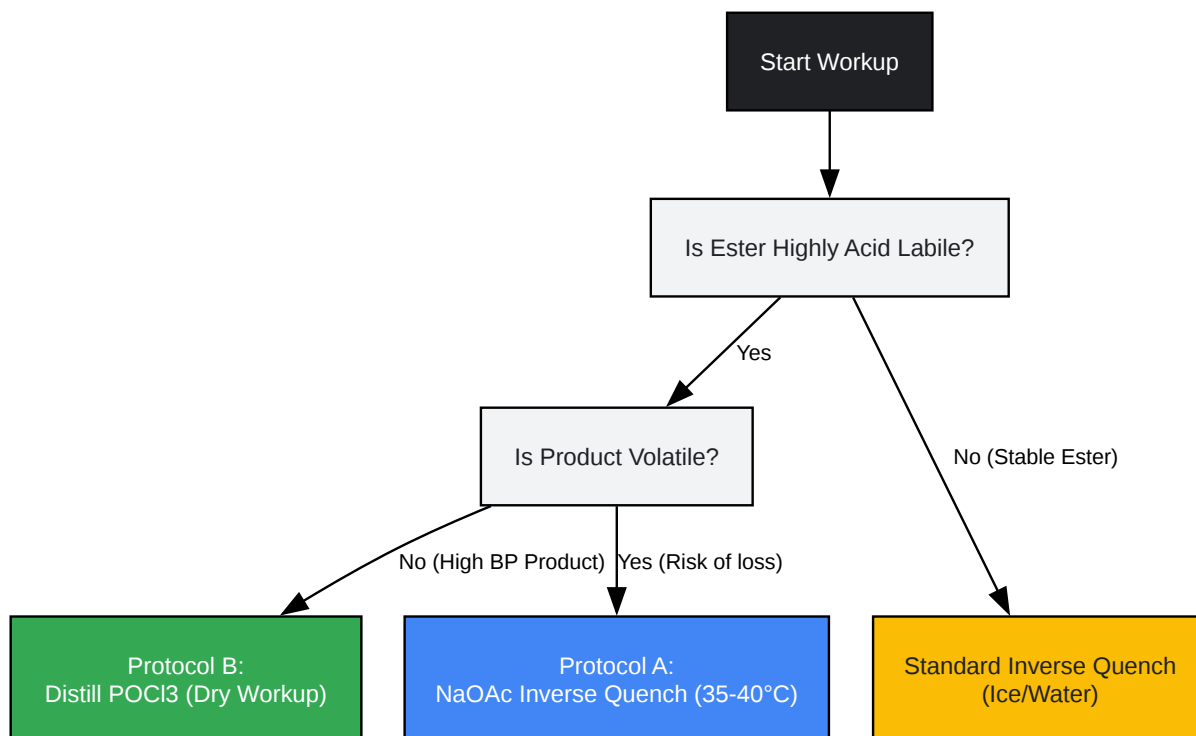 Start Workup
Is Ester Highly Acid Labile?
Yes
Is Product Volatile?
No (Stable Ester)
No (High BP Product)
Yes (Risk of loss)
Protocol B:
Distill POCl3 (Dry Workup)
Protocol A:
NaOAc Inverse Quench (35-40°C)
Standard Inverse Quench
(Ice/Water)